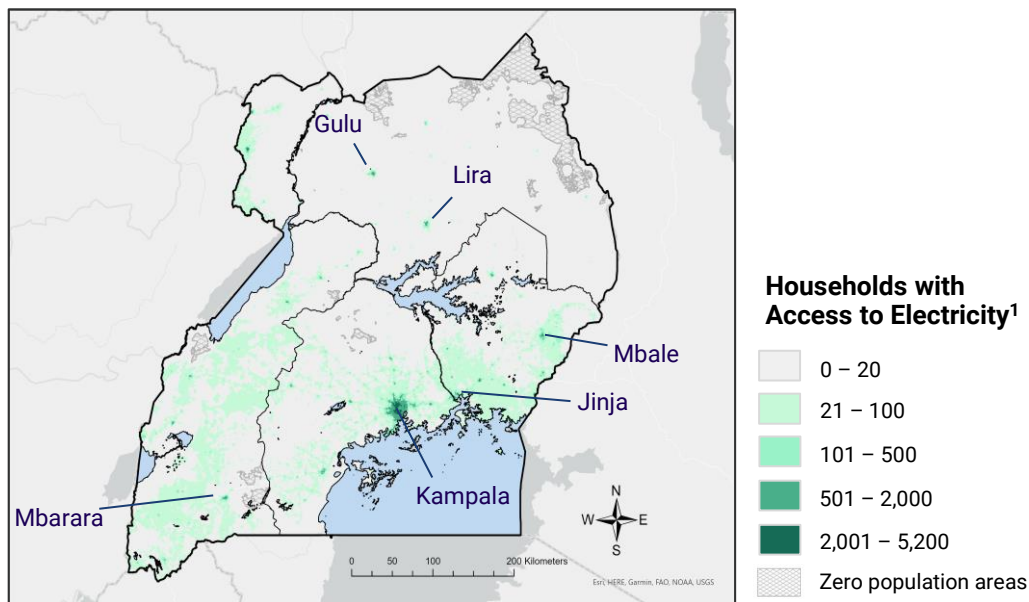 Gulu
Lira
Mbale
Jinja
Kampala
Mbarara
N
W E
S
0 50 100 200 Kilometers
Esri, HERE, Garmin, FAO, NOAA, USGS
Households with
Access to Electricity¹
0 – 20
21 – 100
101 – 500
501 – 2,000
2,001 – 5,200
Zero population areas